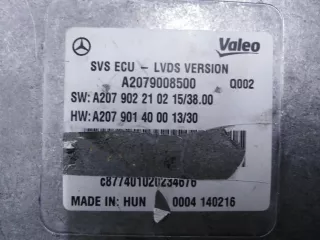 Valeo
SVS ECU - LVDS VERSION
A2079008500 Q002
SW: A207 902 21 02 15/38.00
HW: A207 901 40 00 13/30
c877401020234676
MADE IN: HUN 0004 140216